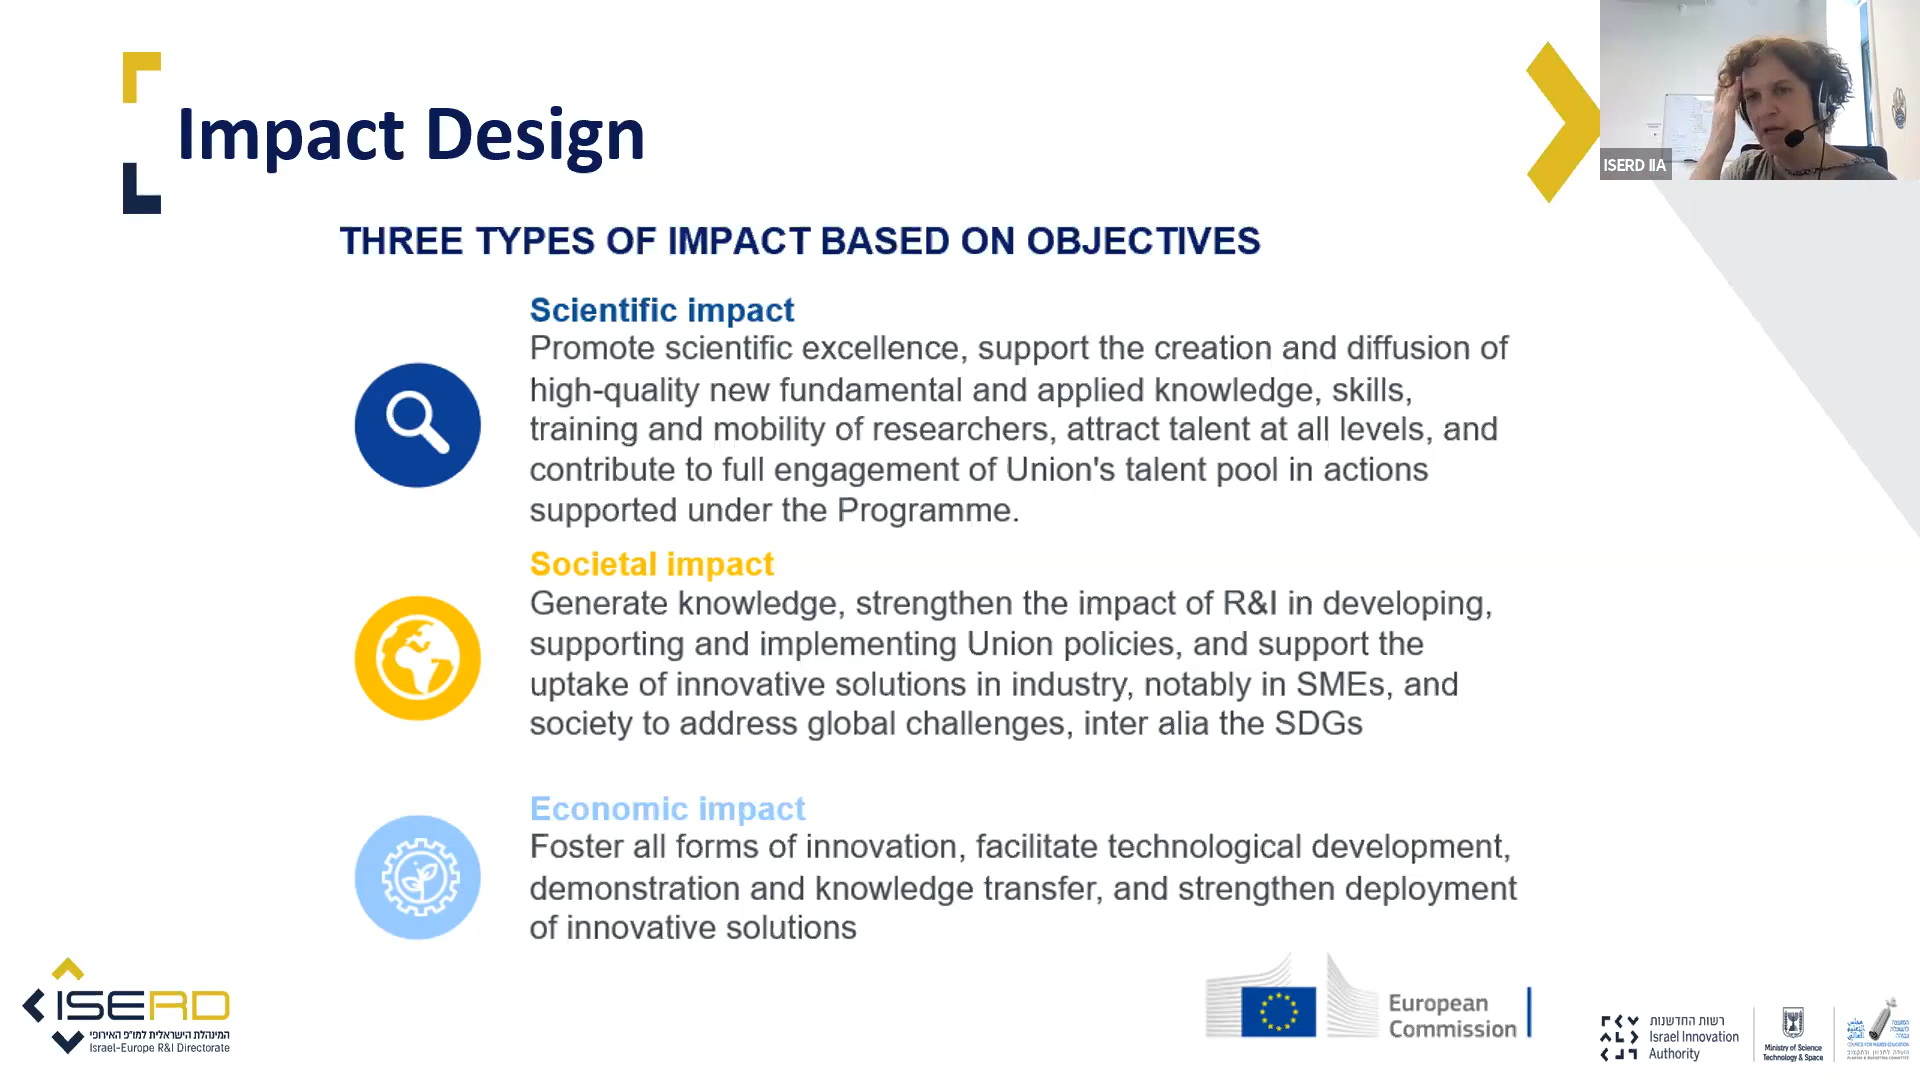 Impact Design
ISERD IIA
THREE TYPES OF IMPACT BASED ON OBJECTIVES
Scientific impact
Promote scientific excellence, support the creation and diffusion of
high-quality new fundamental and applied knowledge, skills,
training and mobility of researchers, attract talent at all levels, and
contribute to full engagement of Union's talent pool in actions
supported under the Programme.
Societal impact
Generate knowledge, strengthen the impact of R&I in developing,
supporting and implementing Union policies, and support the
uptake of innovative solutions in industry, notably in SMEs, and
society to address global challenges, inter alia the SDGs
Economic impact
Foster all forms of innovation, facilitate technological development,
demonstration and knowledge transfer, and strengthen deployment
of innovative solutions
ISERD
המינהלת הישראלית למו"פ האירופי
Israel-Europe R&I Directorate
European
Commission
רשות החדשנות
Israel Innovation
Authority
Ministry of Science
Technology & Space